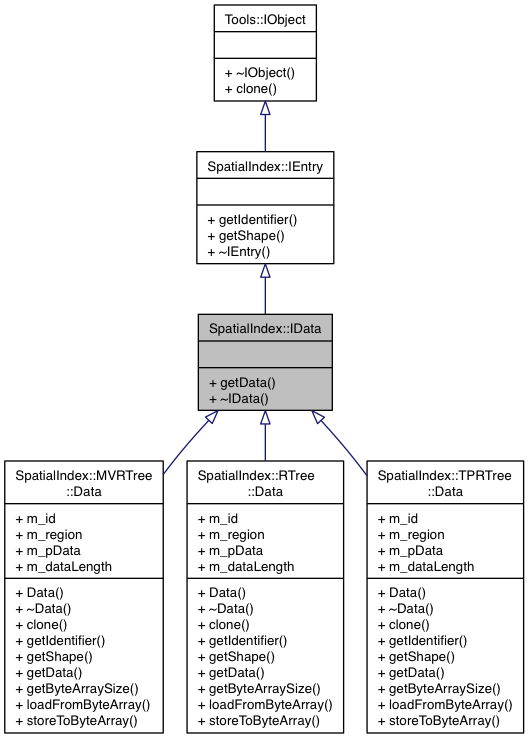 Tools::IObject
+ ~IObject()
+ clone()
SpatialIndex::IEntry
+ getIdentifier()
+ getShape()
+ ~IEntry()
SpatialIndex::IData
+ getData()
+ ~IData()
SpatialIndex::MVRTree
::Data
+ m_id
+ m_region
+ m_pData
+ m_dataLength
+ Data()
+ ~Data()
+ clone()
+ getIdentifier()
+ getShape()
+ getData()
+ getByteArraySize()
+ loadFromByteArray()
+ storeToByteArray()
SpatialIndex::RTree
::Data
+ m_id
+ m_region
+ m_pData
+ m_dataLength
+ Data()
+ ~Data()
+ clone()
+ getIdentifier()
+ getShape()
+ getData()
+ getByteArraySize()
+ loadFromByteArray()
+ storeToByteArray()
SpatialIndex::TPRTree
::Data
+ m_id
+ m_region
+ m_pData
+ m_dataLength
+ Data()
+ ~Data()
+ clone()
+ getIdentifier()
+ getShape()
+ getData()
+ getByteArraySize()
+ loadFromByteArray()
+ storeToByteArray()